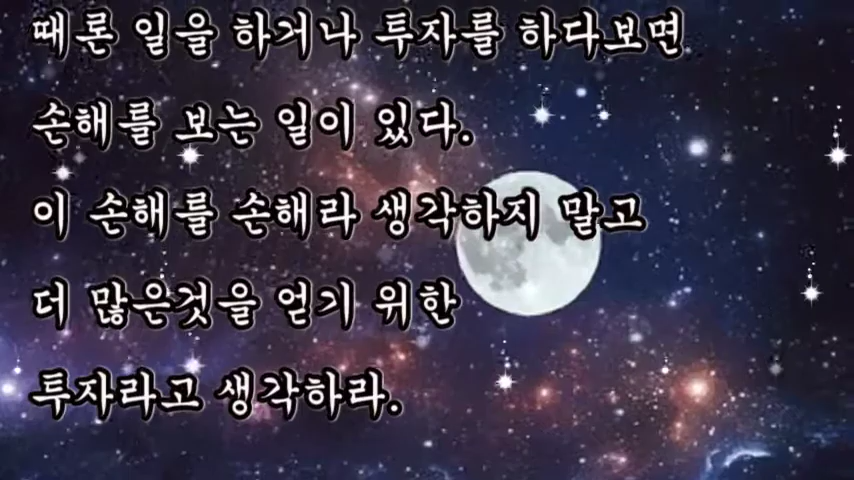 때론 일을 하거나 투자를 하다보면
손해를 보는 일이 있다.
이 손해를 손해라 생각하지 말고
더 많은것을 얻기 위한
투자라고 생각하라.